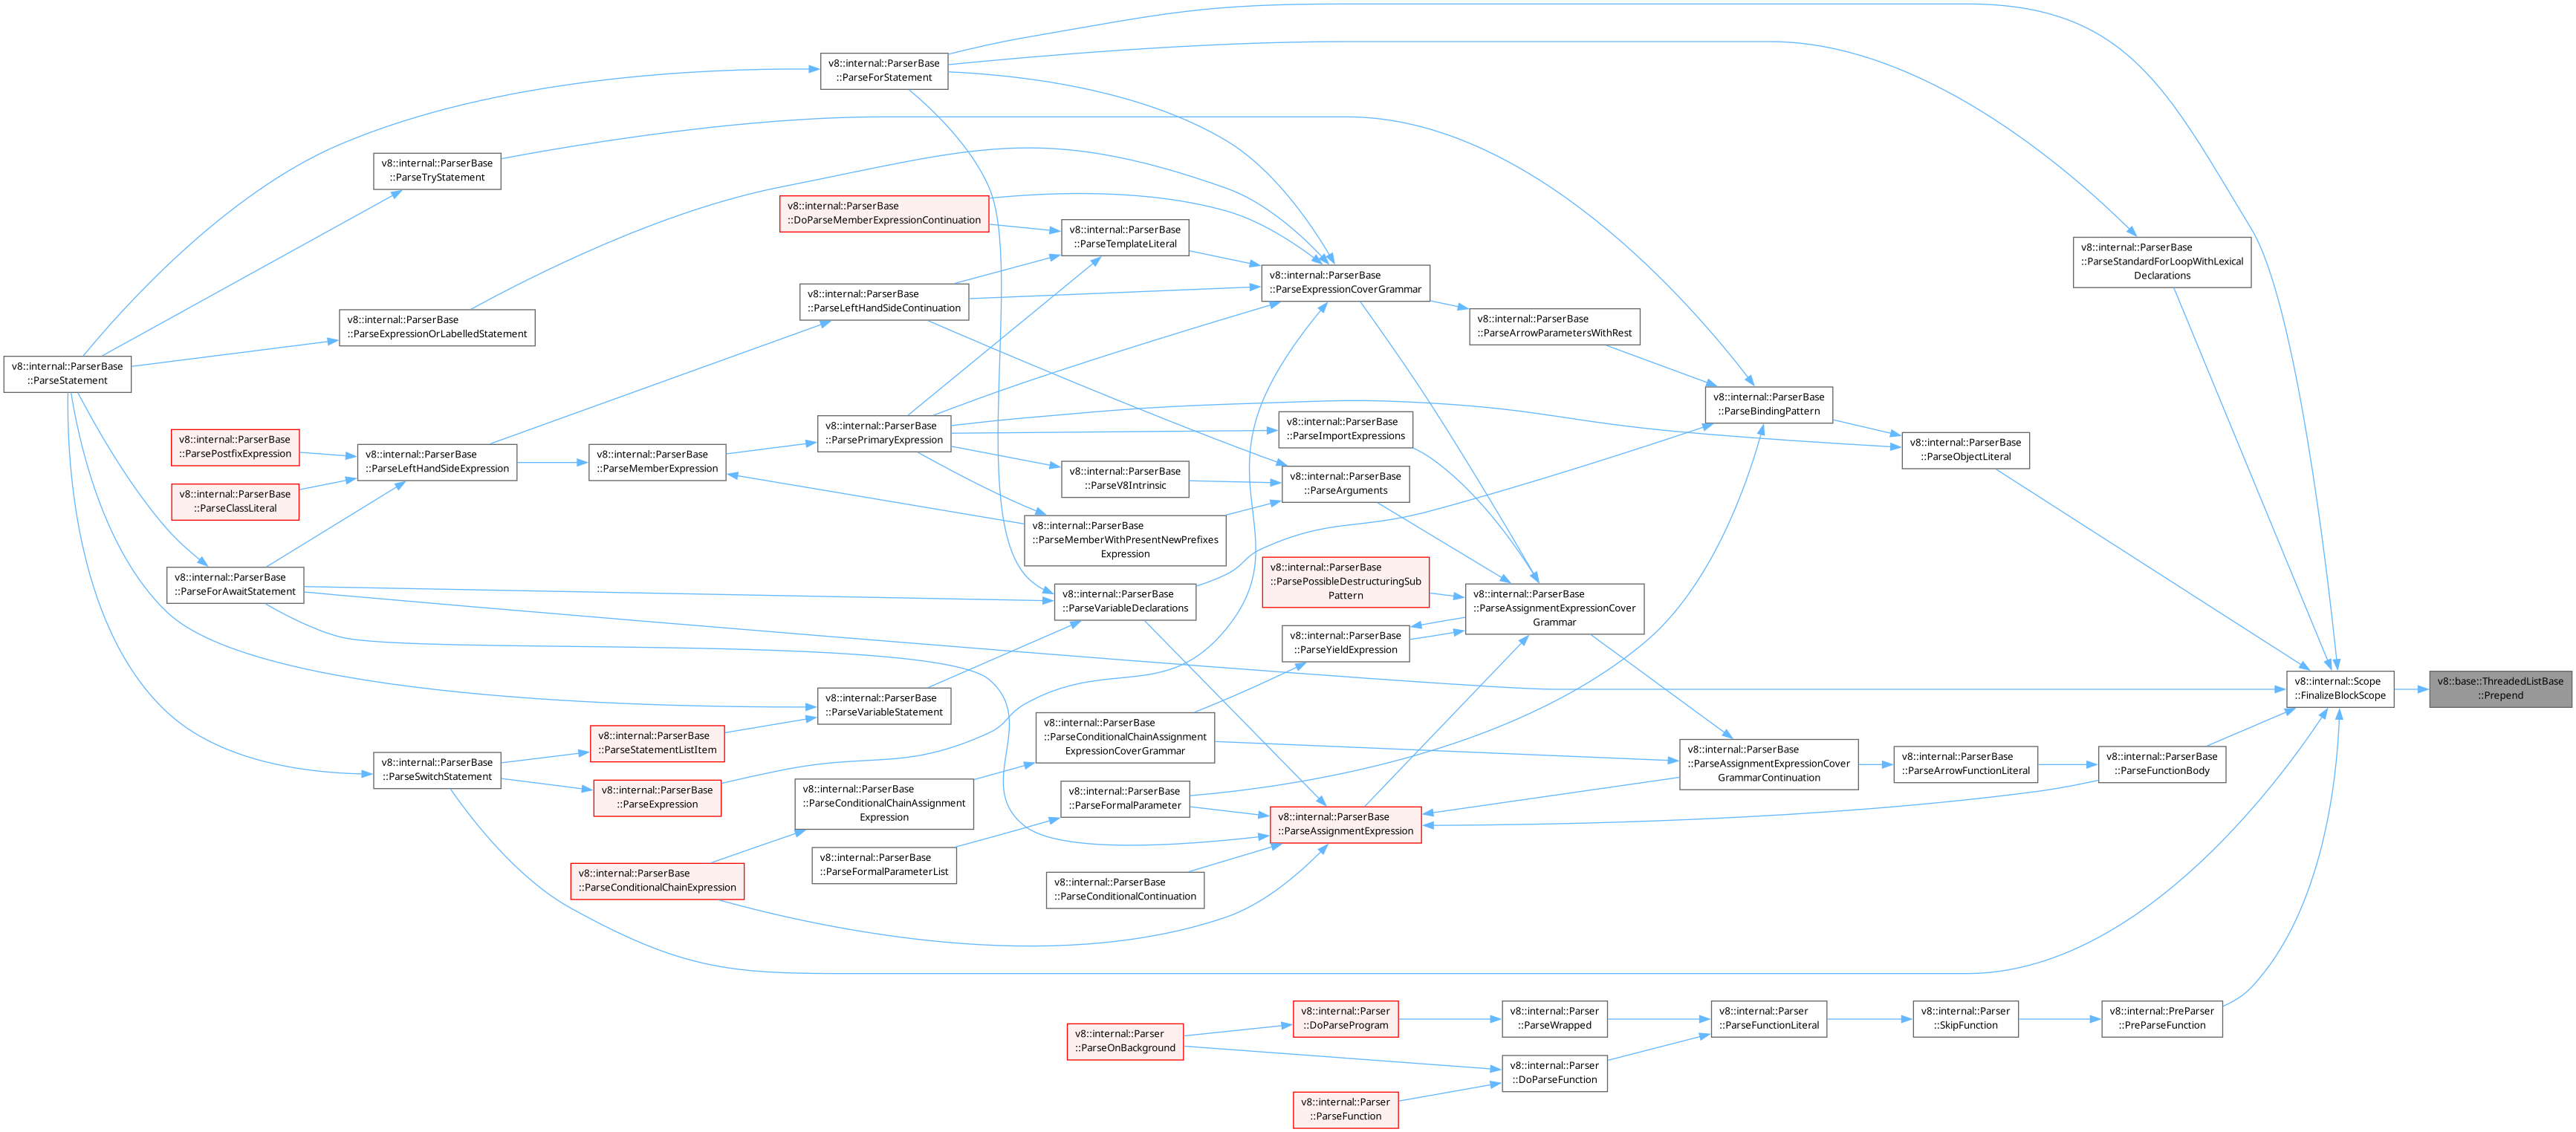 v8::internal::ParserBase
::ParseForStatement
v8::internal::ParserBase
::ParseTryStatement
v8::internal::ParserBase
::DoParseMemberExpressionContinuation
v8::internal::ParserBase
::ParseTemplateLiteral
v8::internal::ParserBase
::ParseStandardForLoopWithLexical
Declarations
v8::internal::ParserBase
::ParseExpressionCoverGrammar
v8::internal::ParserBase
::ParseLeftHandSideContinuation
v8::internal::ParserBase
::ParseExpressionOrLabelledStatement
v8::internal::ParserBase
::ParseArrowParametersWithRest
v8::internal::ParserBase
::ParseStatement
v8::internal::ParserBase
::ParseBindingPattern
v8::internal::ParserBase
::ParsePrimaryExpression
v8::internal::ParserBase
::ParseImportExpressions
v8::internal::ParserBase
::ParsePostfixExpression
v8::internal::ParserBase
::ParseLeftHandSideExpression
v8::internal::ParserBase
::ParseMemberExpression
v8::internal::ParserBase
::ParseObjectLiteral
v8::internal::ParserBase
::ParseV8Intrinsic
v8::internal::ParserBase
::ParseArguments
v8::internal::ParserBase
::ParseClassLiteral
v8::internal::ParserBase
::ParseMemberWithPresentNewPrefixes
Expression
v8::internal::ParserBase
::ParsePossibleDestructuringSub
Pattern
v8::internal::ParserBase
::ParseForAwaitStatement
v8::internal::ParserBase
::ParseVariableDeclarations
v8::internal::ParserBase
::ParseAssignmentExpressionCover
Grammar
v8::internal::ParserBase
::ParseYieldExpression
v8::internal::Scope
::FinalizeBlockScope
v8::base::ThreadedListBase
::Prepend
v8::internal::ParserBase
::ParseVariableStatement
v8::internal::ParserBase
::ParseStatementListItem
v8::internal::ParserBase
::ParseConditionalChainAssignment
ExpressionCoverGrammar
v8::internal::ParserBase
::ParseAssignmentExpressionCover
GrammarContinuation
v8::internal::ParserBase
::ParseArrowFunctionLiteral
v8::internal::ParserBase
::ParseFunctionBody
v8::internal::ParserBase
::ParseSwitchStatement
v8::internal::ParserBase
::ParseExpression
v8::internal::ParserBase
::ParseConditionalChainAssignment
Expression
v8::internal::ParserBase
::ParseFormalParameter
v8::internal::ParserBase
::ParseAssignmentExpression
v8::internal::ParserBase
::ParseFormalParameterList
v8::internal::ParserBase
::ParseConditionalChainExpression
v8::internal::ParserBase
::ParseConditionalContinuation
v8::internal::Parser
::DoParseProgram
v8::internal::Parser
::ParseWrapped
v8::internal::Parser
::ParseFunctionLiteral
v8::internal::Parser
::SkipFunction
v8::internal::PreParser
::PreParseFunction
v8::internal::Parser
::ParseOnBackground
v8::internal::Parser
::DoParseFunction
v8::internal::Parser
::ParseFunction